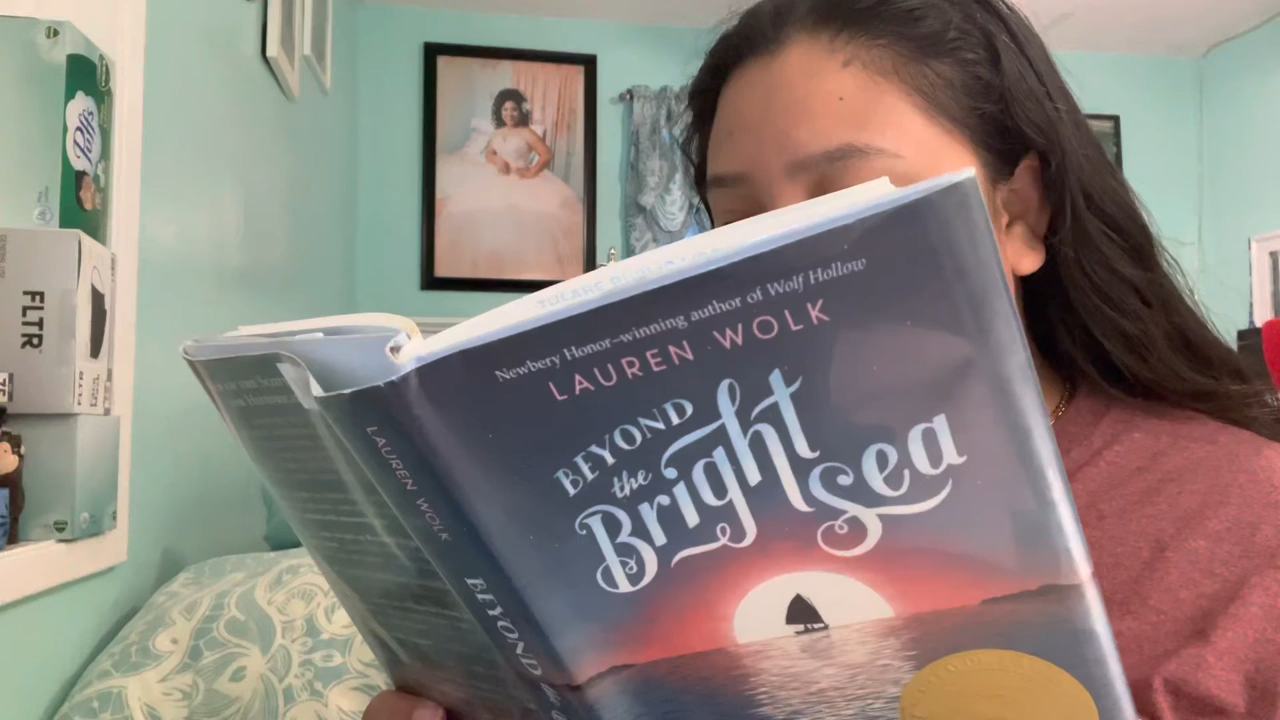 Puffs
FLTR
FLTR
Newbery Honor–winning author of Wolf Hollow
LAUREN WOLK
BEYOND
the
Bright
Sea
LAUREN WOLK
BEYOND the